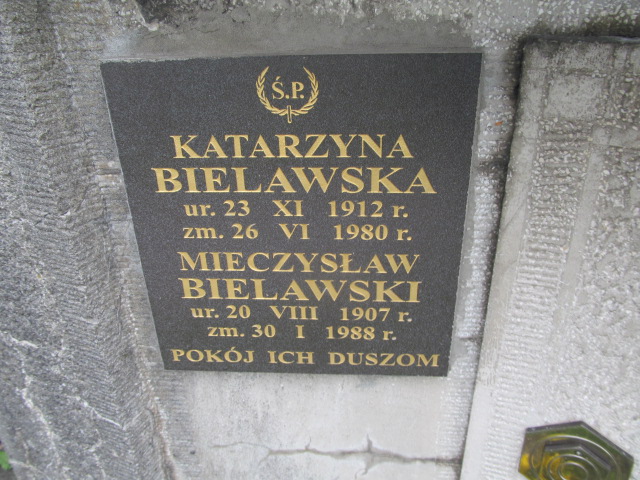 Ś.P.
KATARZYNA
BIELAWSKA
ur. 23 XI 1912 r.
zm. 26 VI 1980 r.
MIECZYSŁAW
BIELAWSKI
ur. 20 VIII 1907 r.
zm. 30 I 1988 r.
POKÓJ ICH DUSZOM